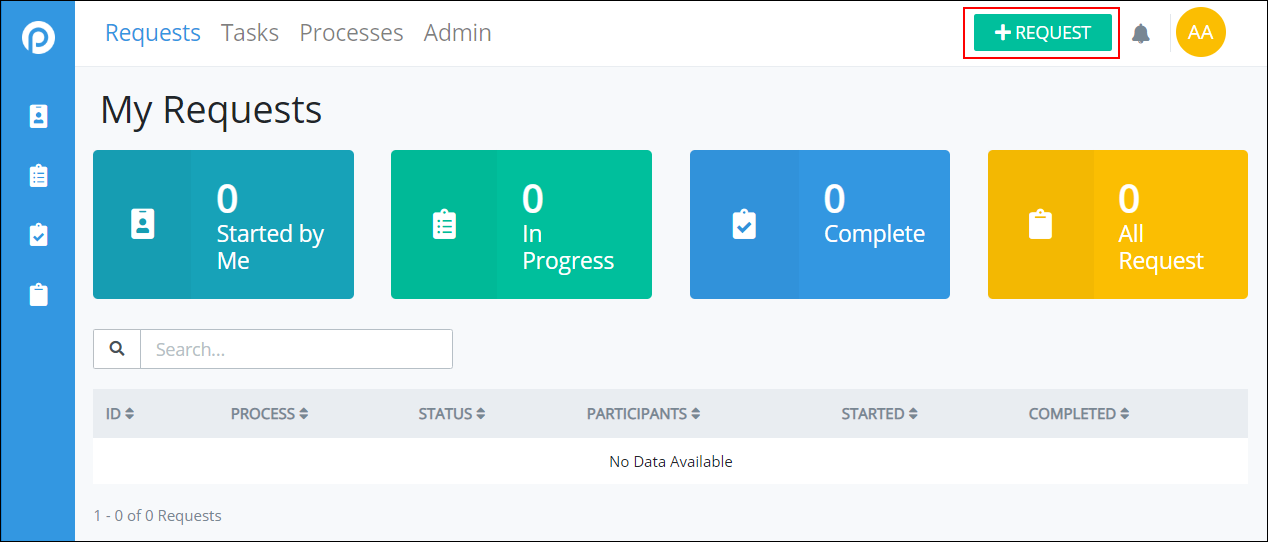 Requests Tasks Processes Admin
REQUEST
AA
My Requests
0
Started by
Me
0
In
Progress
0
Complete
0
All
Request
Search...
ID PROCESS STATUS PARTICIPANTS STARTED COMPLETED
No Data Available
1 - 0 of 0 Requests